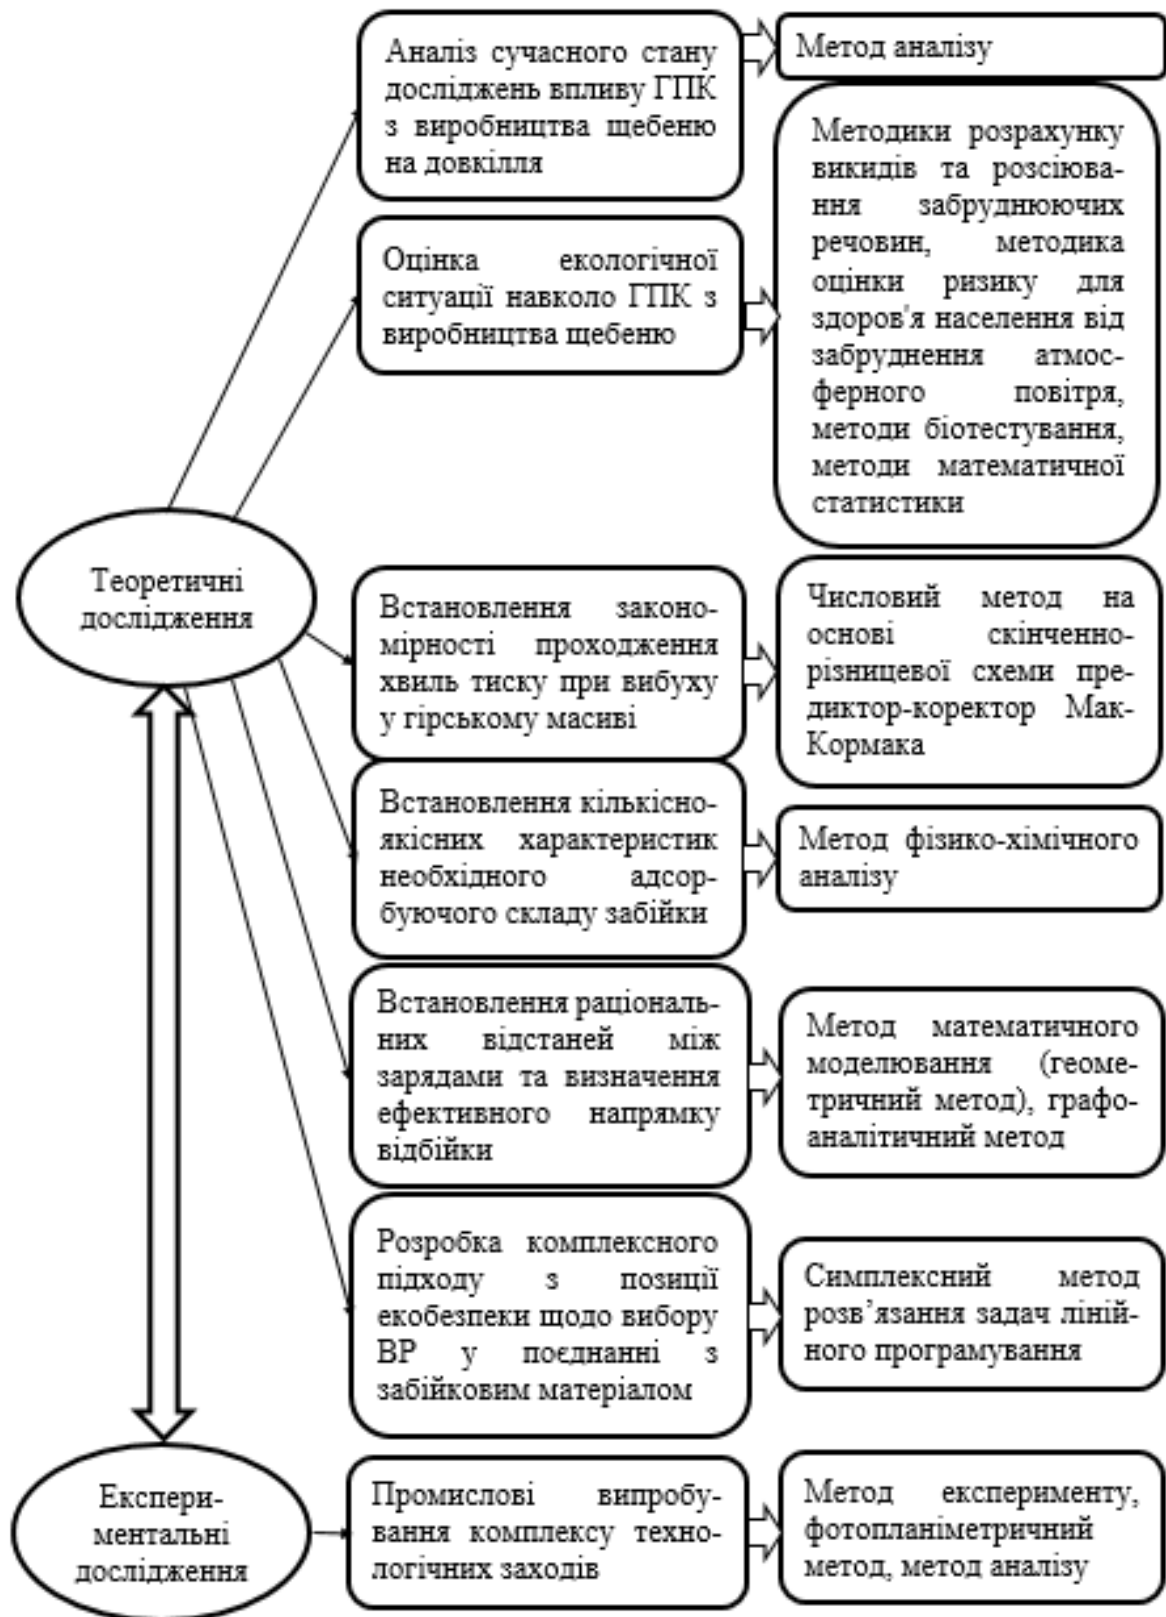 Аналіз сучасного стану
досліджень впливу ГПК
з виробництва щебеню
на довкілля
Метод аналізу
Оцінка екологічної
ситуації навколо ГПК з
виробництва щебеню
Методики розрахунку
викидів та розсіюва-
ння забруднюючих
речовин, методика
оцінки ризику для
здоров'я населення від
забруднення атмос-
ферного повітря,
методи біотестування,
методи математичної
статистики
Теоретичні
дослідження
Встановлення законо-
мірності проходження
хвиль тиску при вибуху
у гірському масиві
Числовий метод на
основі скінченно-
різницевої схеми пре-
диктор-коректор Мак-
Кормака
Встановлення кількісно-
якісних характеристик
необхідного адсор-
буючого складу забійки
Метод фізико-хімічного
аналізу
Встановлення раціональ-
них відстаней між
зарядами та визначення
ефективного напрямку
відбійки
Метод математичного
моделювання (геоме-
тричний метод), графо-
аналітичний метод
Розробка комплексного
підходу з позиції
екобезпеки щодо вибору
ВР у поєднанні з
забійковим матеріалом
Симплексний метод
розв’язання задач ліній-
ного програмування
Експери-
ментальні
дослідження
Промислові випробу-
вання комплексу техно-
логічних заходів
Метод експерименту,
фотопланіметричний
метод, метод аналізу